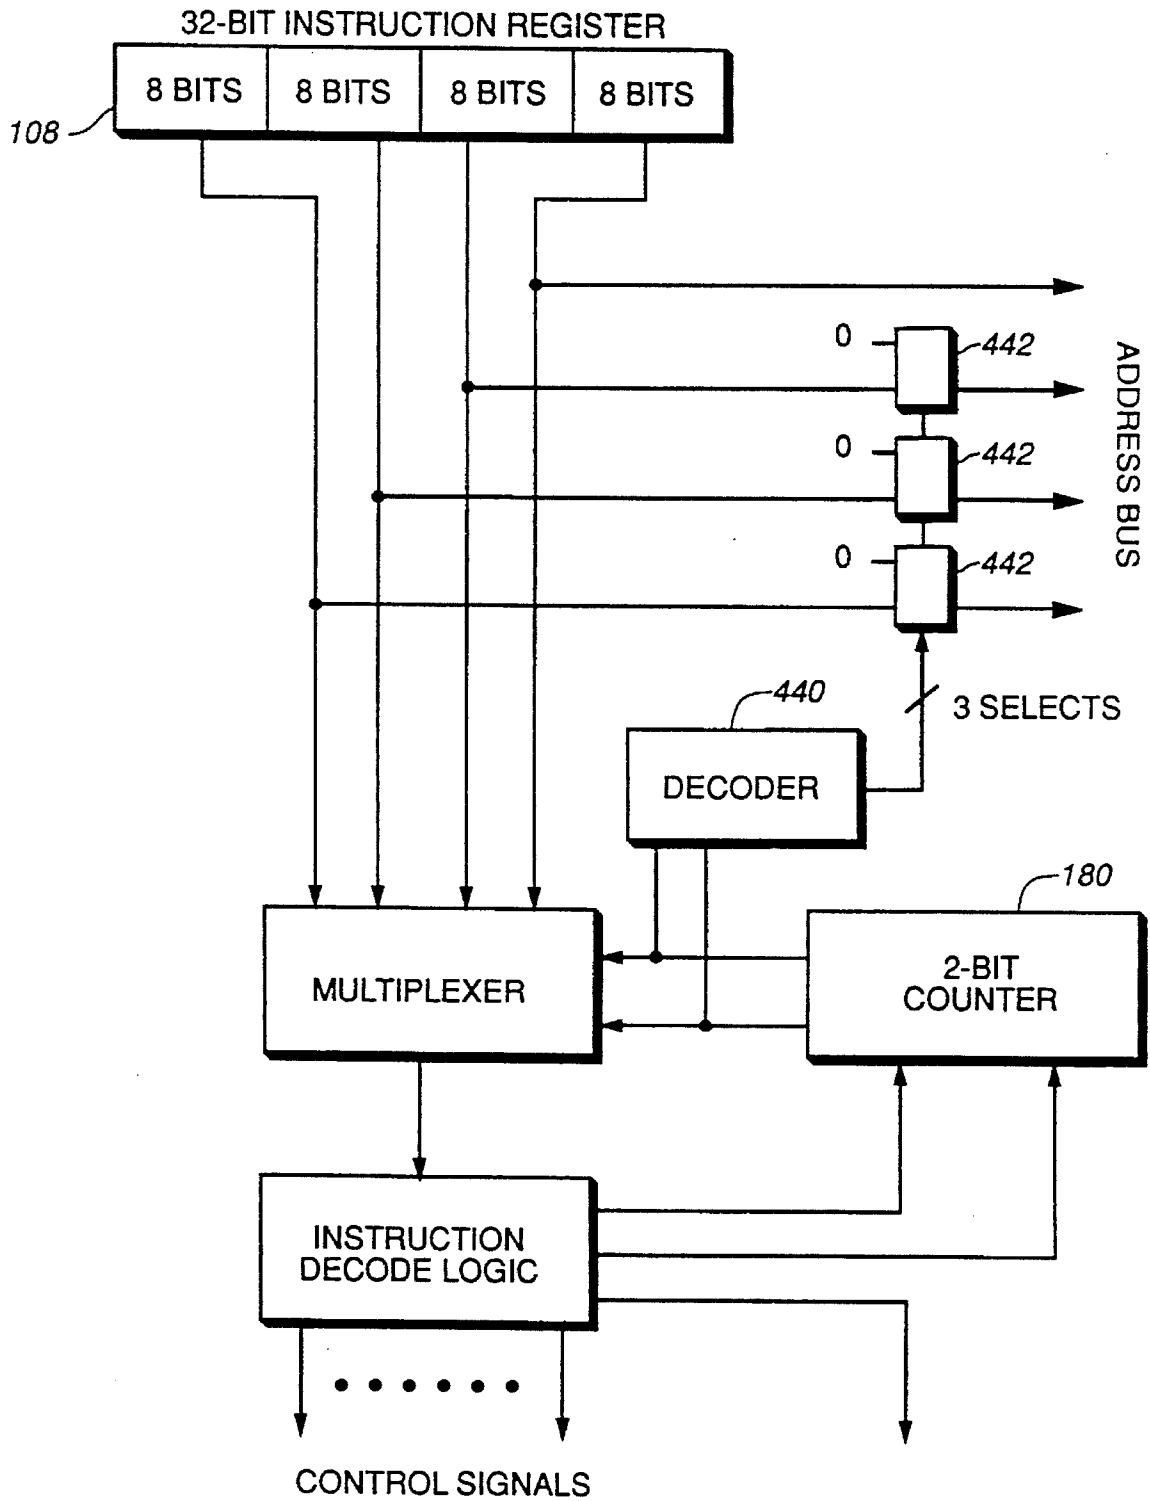 32-BIT INSTRUCTION REGISTER
8 BITS 8 BITS 8 BITS 8 BITS
108
0 442
0 442
0 442
ADDRESS BUS
3 SELECTS
440
DECODER
180
2-BIT
COUNTER
MULTIPLEXER
INSTRUCTION
DECODE LOGIC
CONTROL SIGNALS